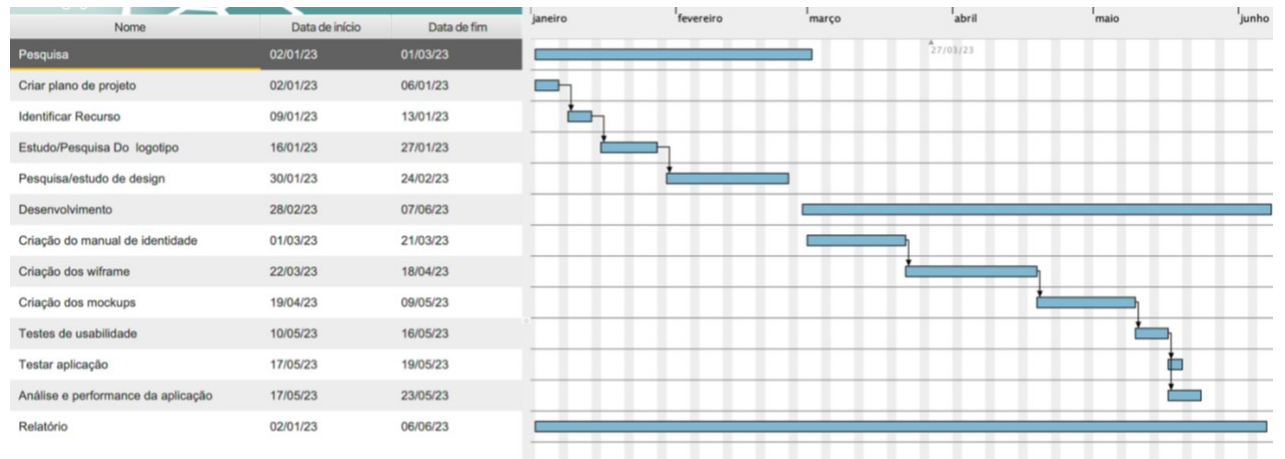 janeiro fevereiro março abril maio junho
Nome Data de início Data de fim
27/03/23
Pesquisa 02/01/23 01/03/23
Criar plano de projeto 02/01/23 06/01/23
Identificar Recurso 09/01/23 13/01/23
Estudo/Pesquisa Do logotipo 16/01/23 27/01/23
Pesquisa/estudo de design 30/01/23 24/02/23
Desenvolvimento 28/02/23 07/06/23
Criação do manual de identidade 01/03/23 21/03/23
Criação dos wiframe 22/03/23 18/04/23
Criação dos mockups 19/04/23 09/05/23
Testes de usabilidade 10/05/23 16/05/23
Testar aplicação 17/05/23 19/05/23
Análise e performance da aplicação 17/05/23 23/05/23
Relatório 02/01/23 06/06/23